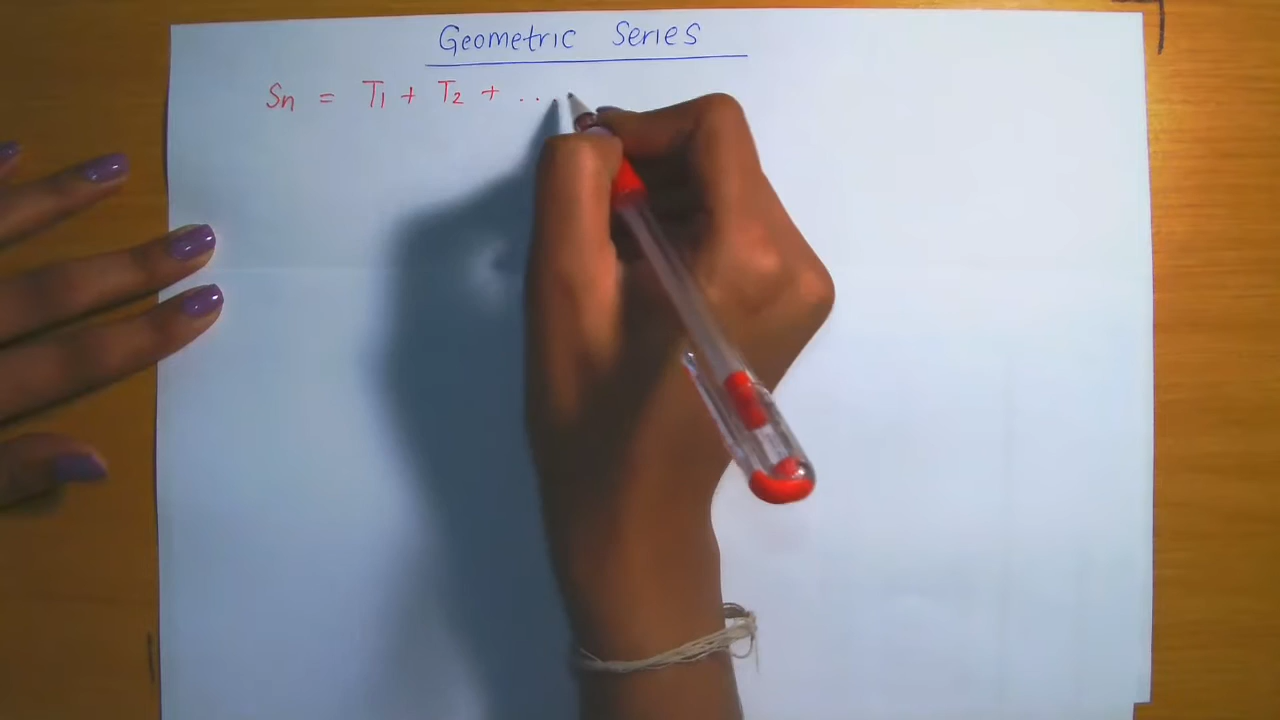 Geometric Series
Sn = T1 + T2 + ...